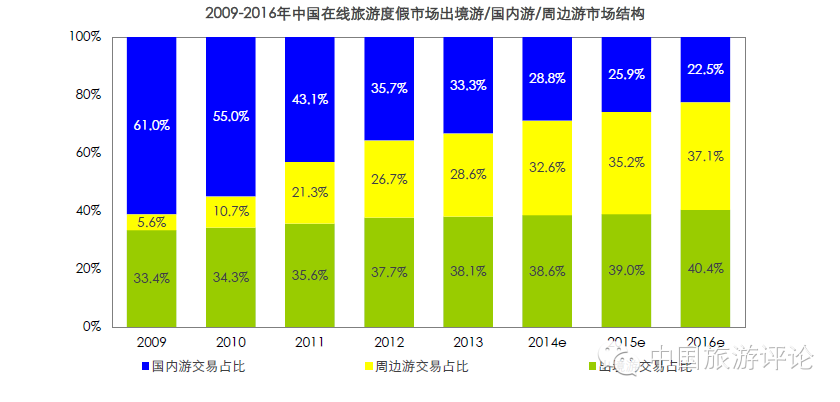 2009-2016年中国在线旅游度假市场出境游/国内游/周边游市场结构
100%
80%
60%
40%
20%
0%
61.0% 55.0% 43.1% 35.7% 33.3% 28.8% 25.9% 22.5%
5.6% 10.7% 21.3% 26.7% 28.6% 32.6% 35.2% 37.1%
33.4% 34.3% 35.6% 37.7% 38.1% 38.6% 39.0% 40.4%
2009 2010 2011 2012 2013 2014e 2015e 2016e
国内游交易占比 周边游交易占比 出境游交易占比
中国旅游评论